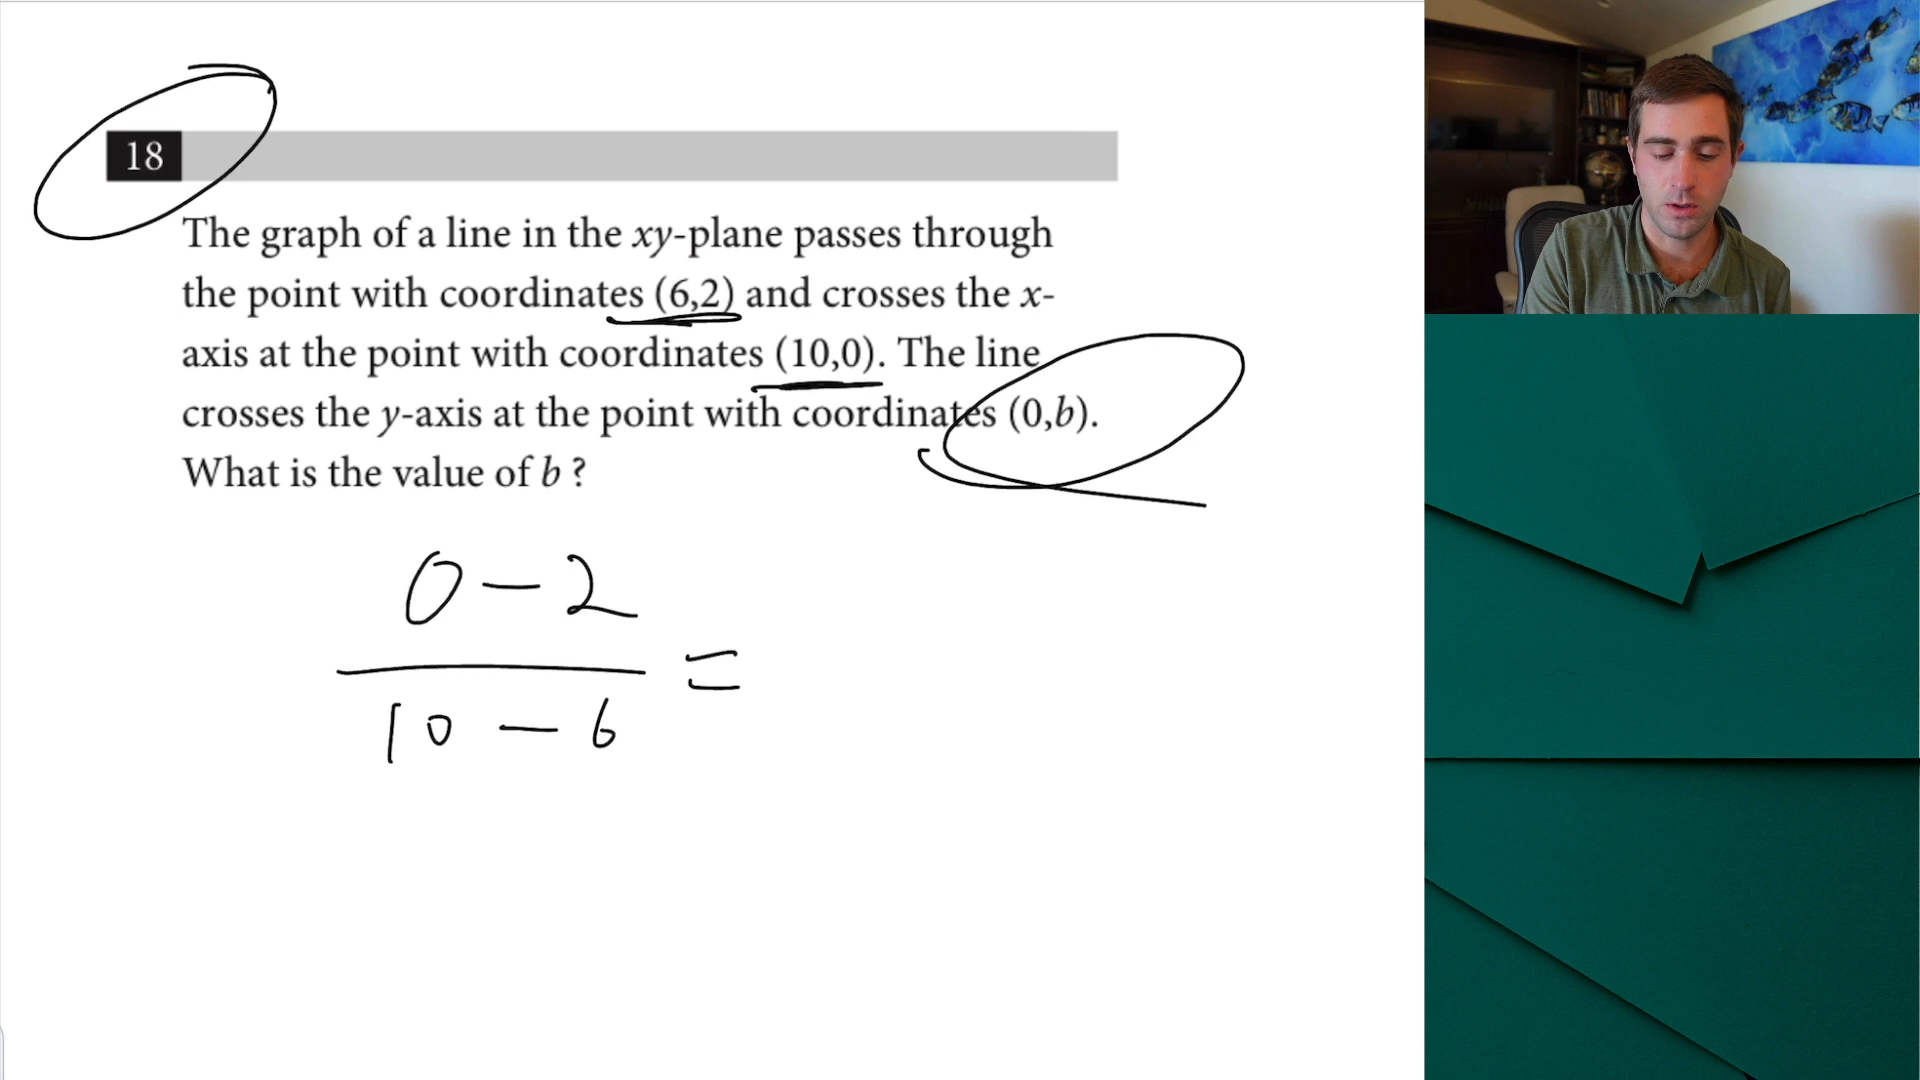 18
The graph of a line in the xy-plane passes through
the point with coordinates (6,2) and crosses the x-
axis at the point with coordinates (10,0). The line
crosses the y-axis at the point with coordinates (0,b).
What is the value of b ?
0 – 2
=
10 – 6